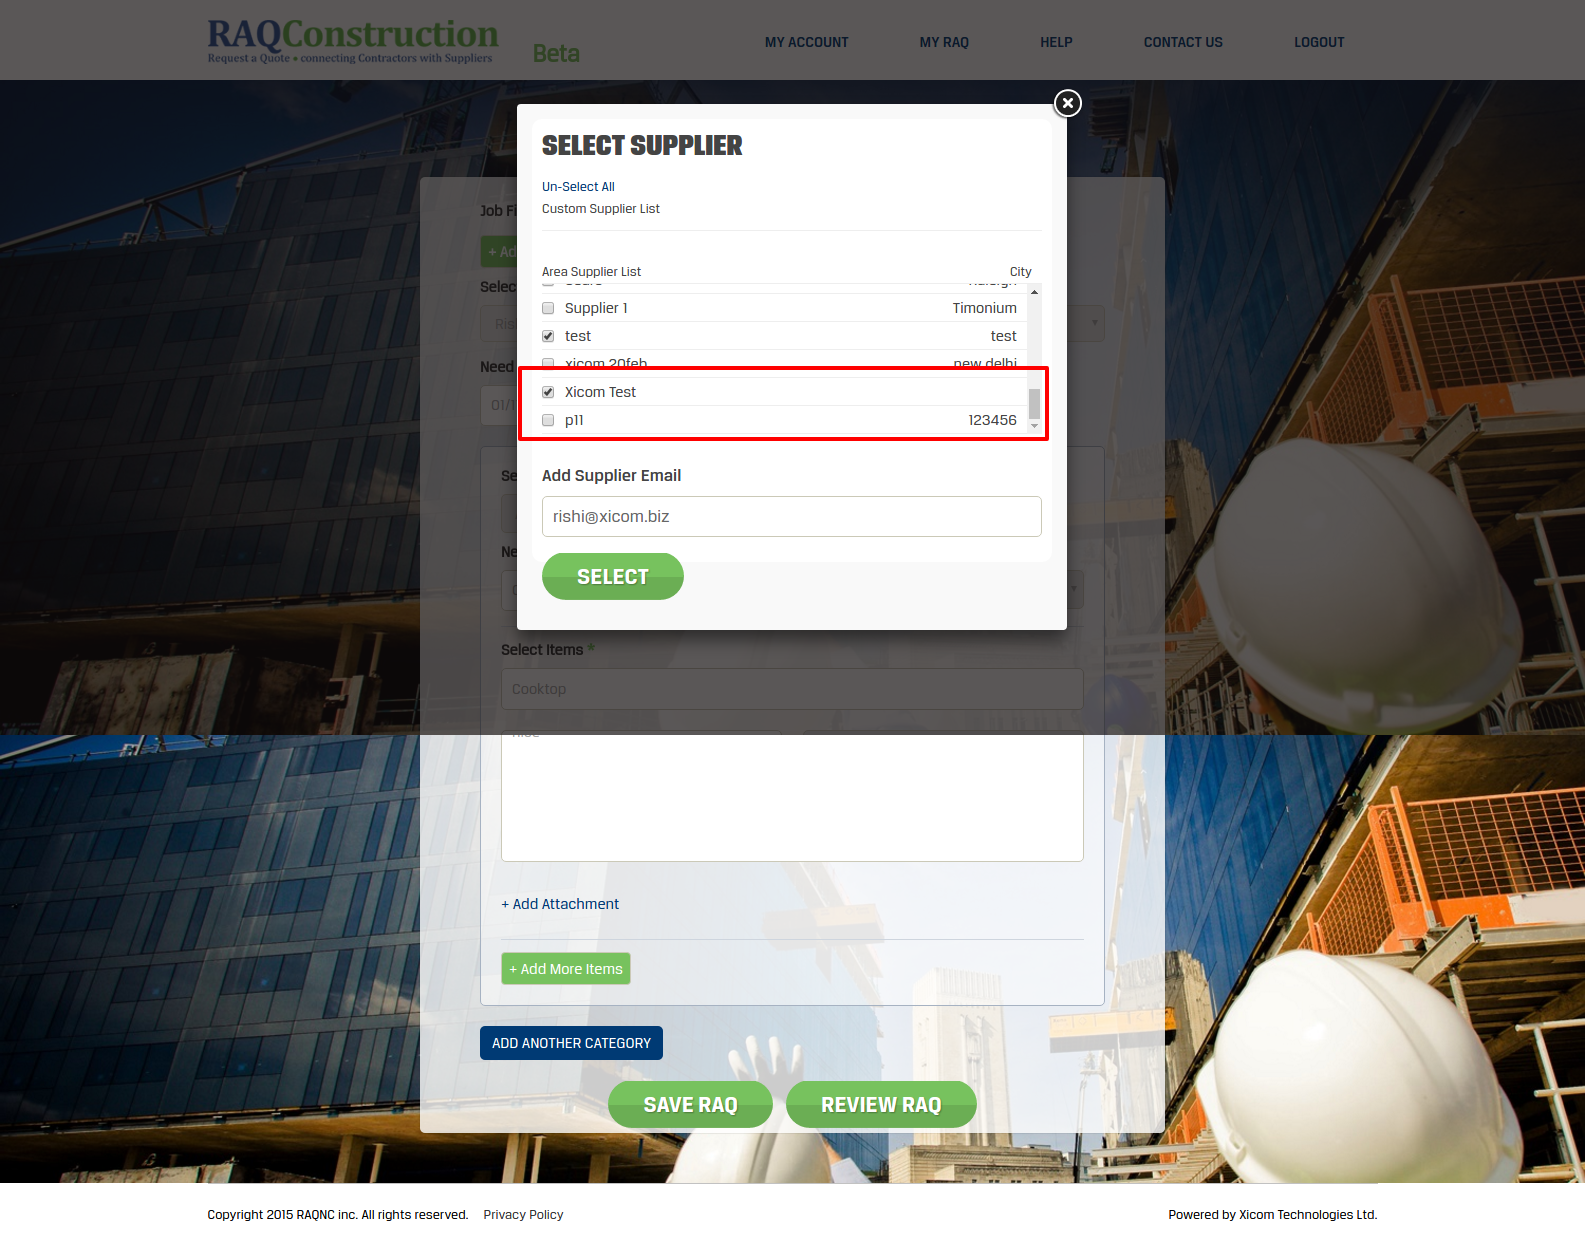 RAQConstruction
Request a Quote • connecting Contractors with Suppliers
Beta
MY ACCOUNT
MY RAQ
HELP
CONTACT US
LOGOUT
SELECT SUPPLIER
Un-Select All
Custom Supplier List
Area Supplier List City
Supplier 1 Timonium
test test
xicom 20feb new delhi
Xicom Test
p11 123456
Add Supplier Email
rishi@xicom.biz
SELECT
Job
+ Ad
Selec
Ris
Need
01/1
Se
Ne
Select Items *
Cooktop
+ Add Attachment
+ Add More Items
ADD ANOTHER CATEGORY
SAVE RAQ
REVIEW RAQ
Copyright 2015 RAQNC inc. All rights reserved. Privacy Policy
Powered by Xicom Technologies Ltd.